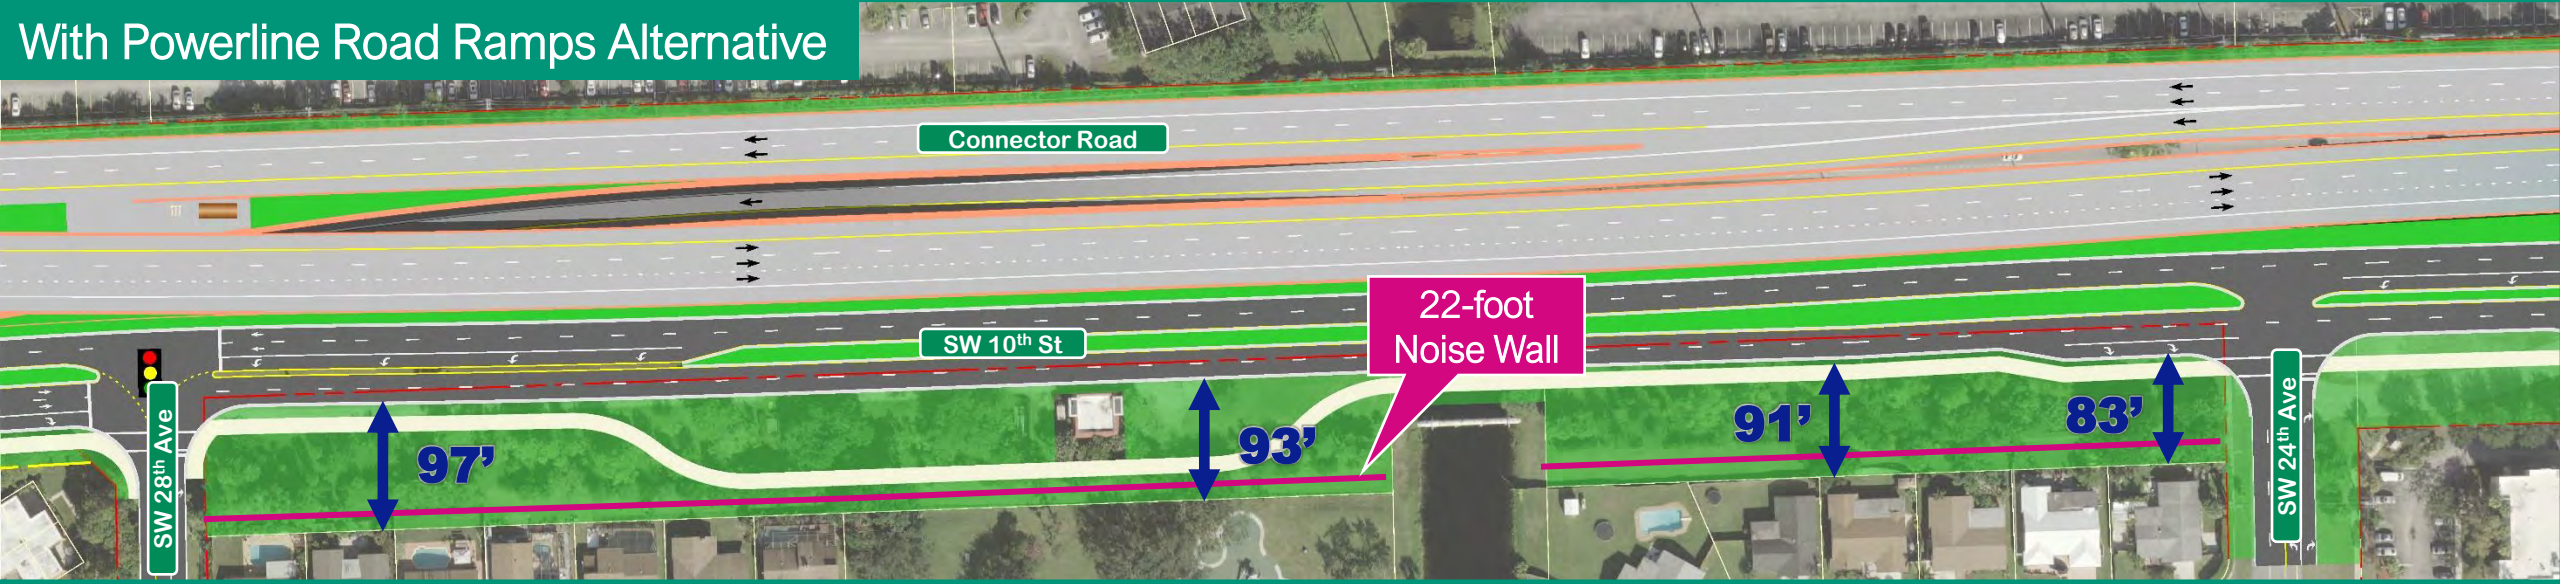 With Powerline Road Ramps Alternative
Connector Road
22-foot
Noise Wall
SW 10th St
97’
93’
91’
83’
SW 28th Ave
SW 24th Ave